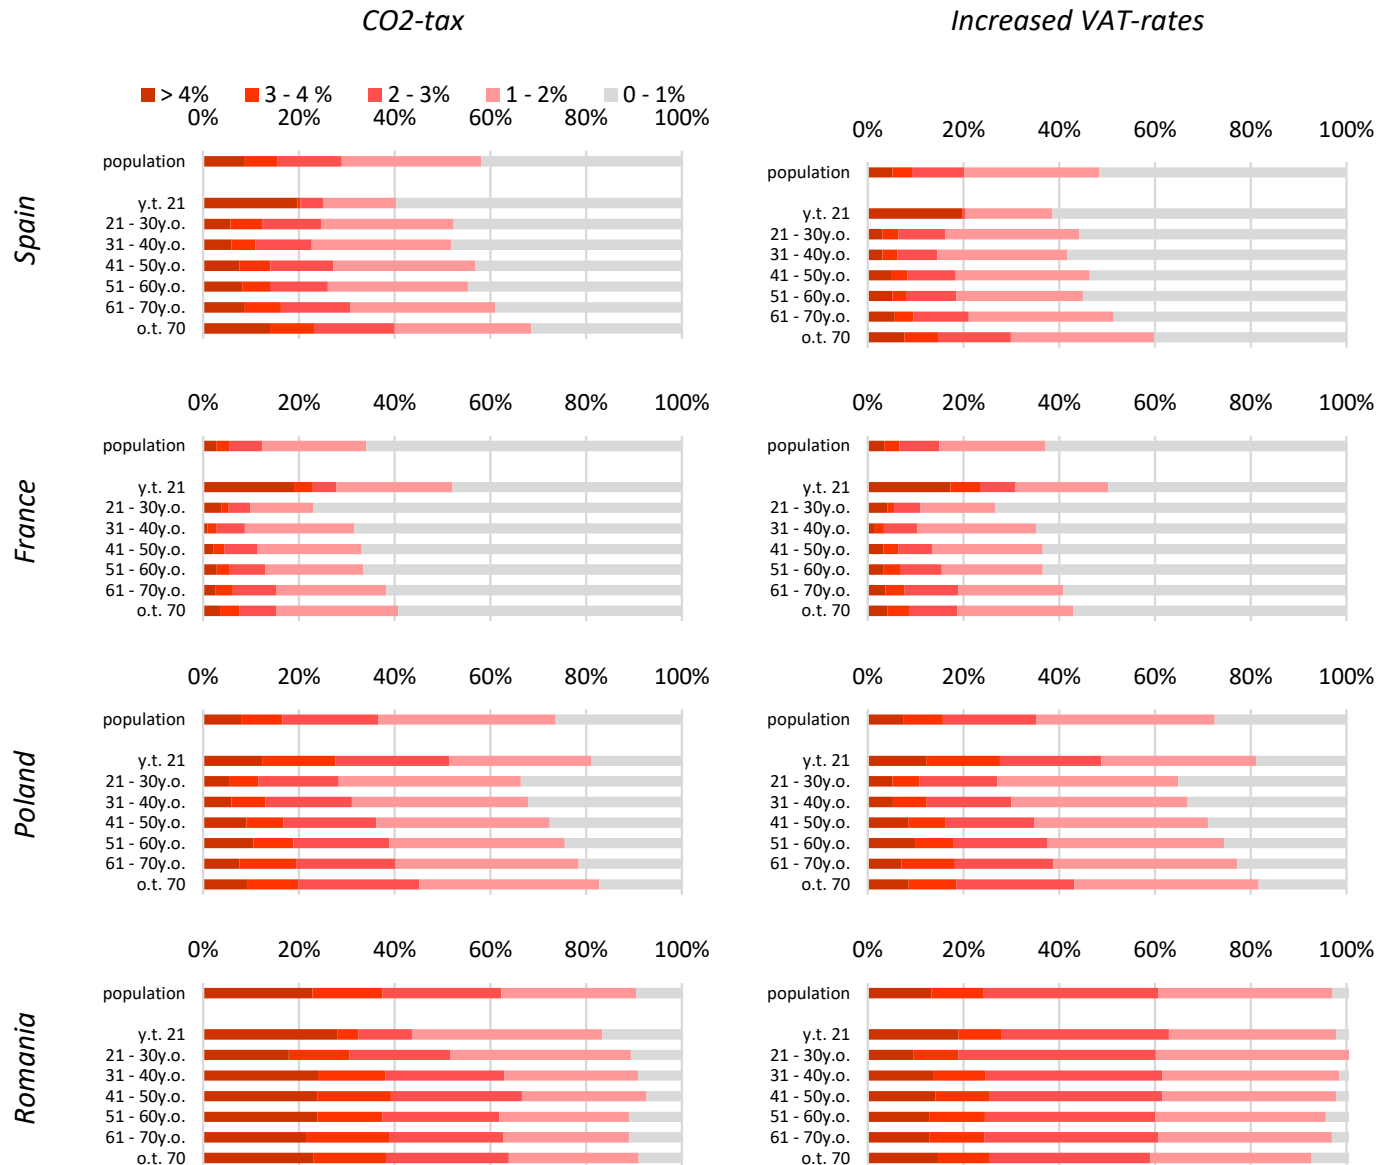 CO2-tax
Increased VAT-rates
> 4% 3 - 4 % 2 - 3% 1 - 2% 0 - 1%
0% 20% 40% 60% 80% 100%
0% 20% 40% 60% 80% 100%
Spain
population
y.t. 21
21 - 30y.o.
31 - 40y.o.
41 - 50y.o.
51 - 60y.o.
61 - 70y.o.
o.t. 70
population
y.t. 21
21 - 30y.o.
31 - 40y.o.
41 - 50y.o.
51 - 60y.o.
61 - 70y.o.
o.t. 70
0% 20% 40% 60% 80% 100%
0% 20% 40% 60% 80% 100%
France
population
y.t. 21
21 - 30y.o.
31 - 40y.o.
41 - 50y.o.
51 - 60y.o.
61 - 70y.o.
o.t. 70
population
y.t. 21
21 - 30y.o.
31 - 40y.o.
41 - 50y.o.
51 - 60y.o.
61 - 70y.o.
o.t. 70
0% 20% 40% 60% 80% 100%
0% 20% 40% 60% 80% 100%
Poland
population
y.t. 21
21 - 30y.o.
31 - 40y.o.
41 - 50y.o.
51 - 60y.o.
61 - 70y.o.
o.t. 70
population
y.t. 21
21 - 30y.o.
31 - 40y.o.
41 - 50y.o.
51 - 60y.o.
61 - 70y.o.
o.t. 70
0% 20% 40% 60% 80% 100%
0% 20% 40% 60% 80% 100%
Romania
population
y.t. 21
21 - 30y.o.
31 - 40y.o.
41 - 50y.o.
51 - 60y.o.
61 - 70y.o.
o.t. 70
population
y.t. 21
21 - 30y.o.
31 - 40y.o.
41 - 50y.o.
51 - 60y.o.
61 - 70y.o.
o.t. 70